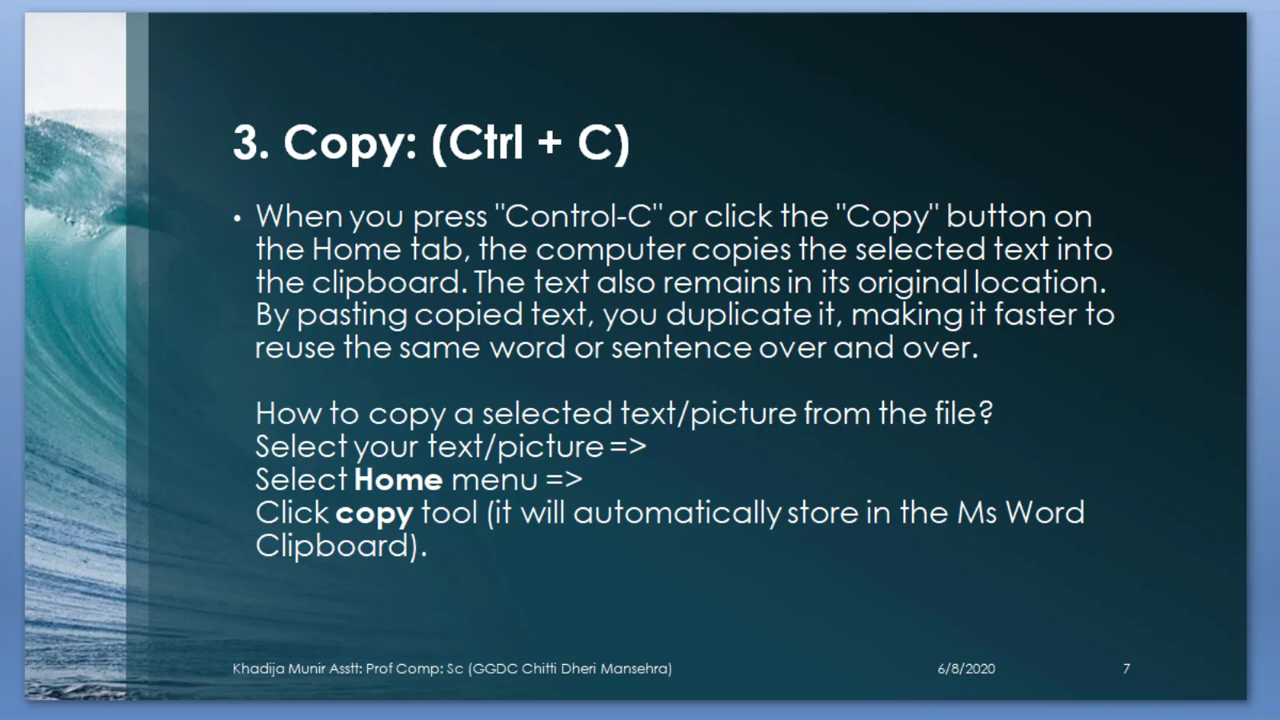 3. Copy: (Ctrl + C)
• When you press "Control-C" or click the "Copy" button on
the Home tab, the computer copies the selected text into
the clipboard. The text also remains in its original location.
By pasting copied text, you duplicate it, making it faster to
reuse the same word or sentence over and over.
How to copy a selected text/picture from the file?
Select your text/picture =>
Select Home menu =>
Click copy tool (it will automatically store in the Ms Word
Clipboard).
Khadija Munir Asstt: Prof Comp: Sc (GGDC Chitti Dheri Mansehra) 6/8/2020 7